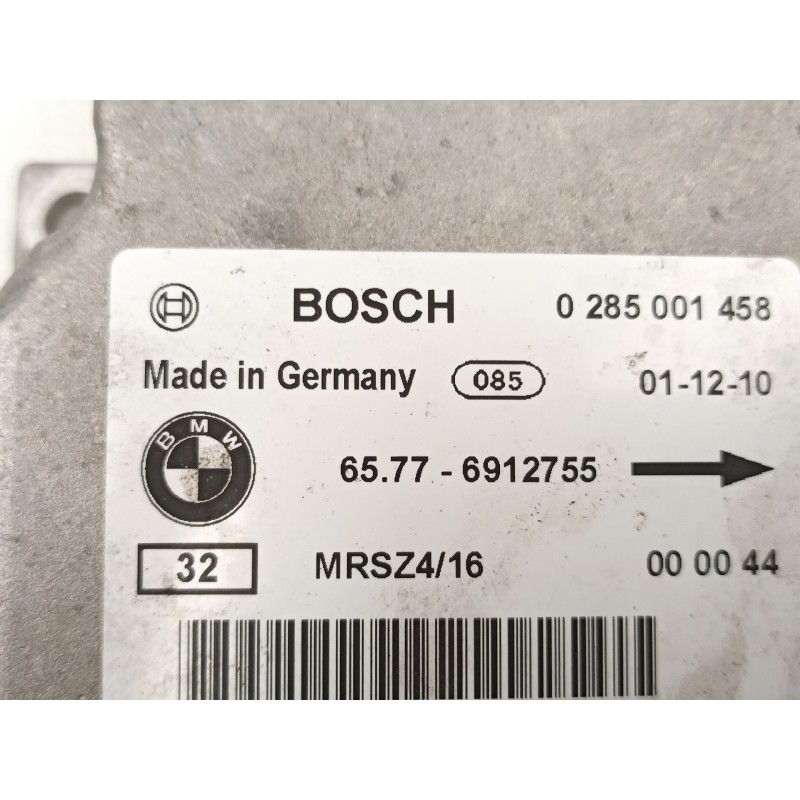 BOSCH 0 285 001 458
Made in Germany 085 01-12-10
BMW 65.77 - 6912755
32 MRSZ4/16 00 00 44